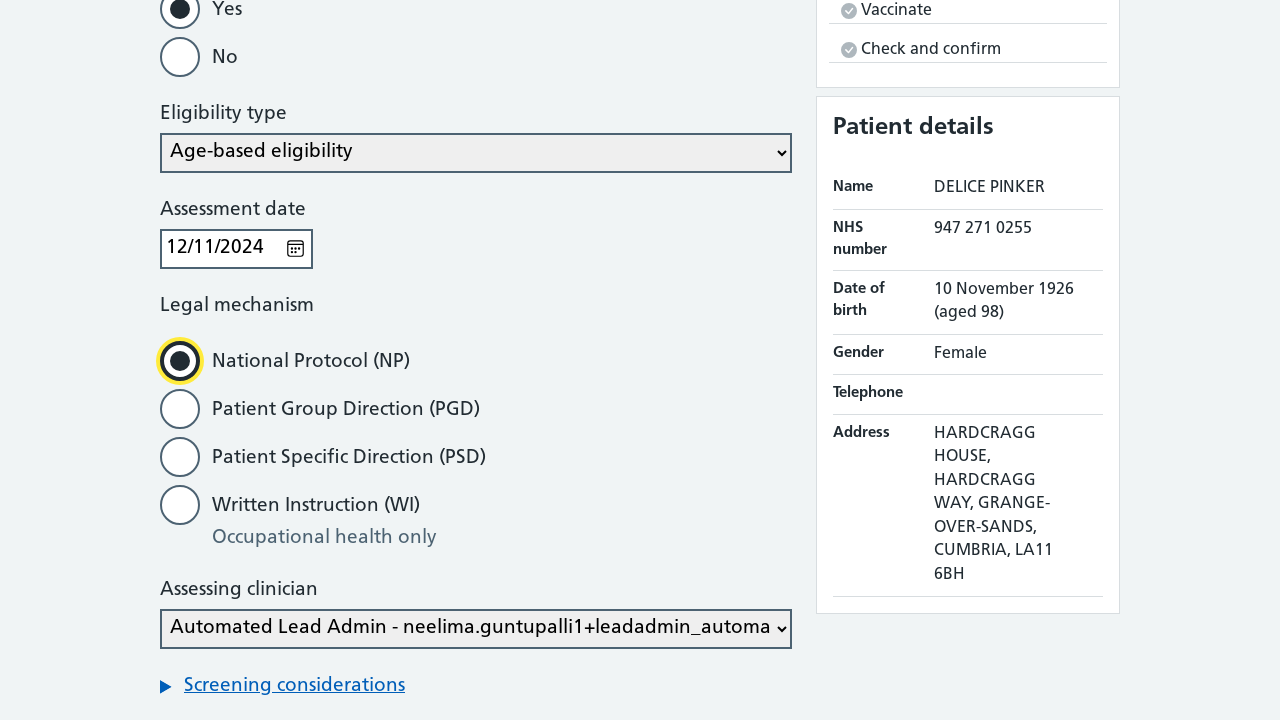 Yes
No
Eligibility type
Age-based eligibility
Assessment date
12/11/2024
Legal mechanism
National Protocol (NP)
Patient Group Direction (PGD)
Patient Specific Direction (PSD)
Written Instruction (WI)
Occupational health only
Assessing clinician
Automated Lead Admin - neelima.guntupalli1+leadadmin_automa
Screening considerations
Vaccinate
Check and confirm
Patient details
Name DELICE PINKER
NHS number 947 271 0255
Date of birth 10 November 1926
(aged 98)
Gender Female
Telephone
Address HARDCRAGG
HOUSE,
HARDCRAGG
WAY, GRANGE-
OVER-SANDS,
CUMBRIA, LA11
6BH